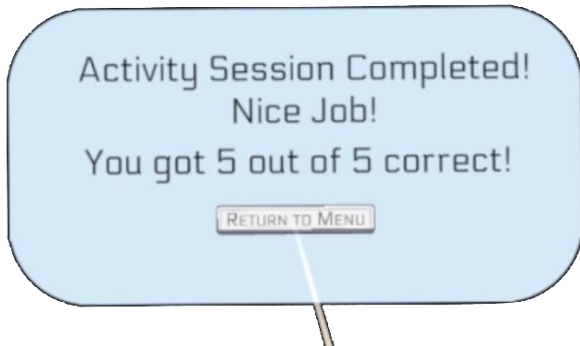 Activity Session Completed!
Nice Job!
You got 5 out of 5 correct!
RETURN TO MENU